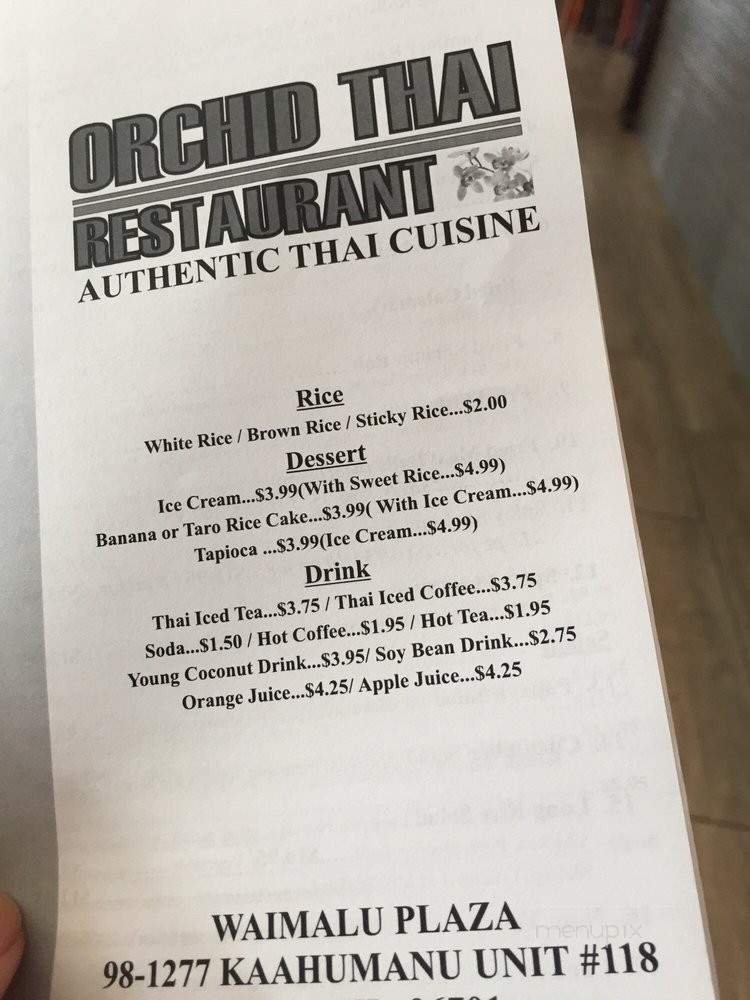 ORCHID THAI
RESTAURANT
AUTHENTIC THAI CUISINE
Rice
White Rice / Brown Rice / Sticky Rice...$2.00
Dessert
Ice Cream...$3.99(With Sweet Rice...$4.99)
Banana or Taro Rice Cake...$3.99( With Ice Cream...$4.99)
Tapioca ...$3.99(Ice Cream...$4.99)
Drink
Thai Iced Tea...$3.75 / Thai Iced Coffee...$3.75
Soda...$1.50 / Hot Coffee...$1.95 / Hot Tea...$1.95
Young Coconut Drink...$3.95/ Soy Bean Drink...$2.75
Orange Juice...$4.25/ Apple Juice...$4.25
WAIMALU PLAZA
menupix
98-1277 KAAHUMANU UNIT #118